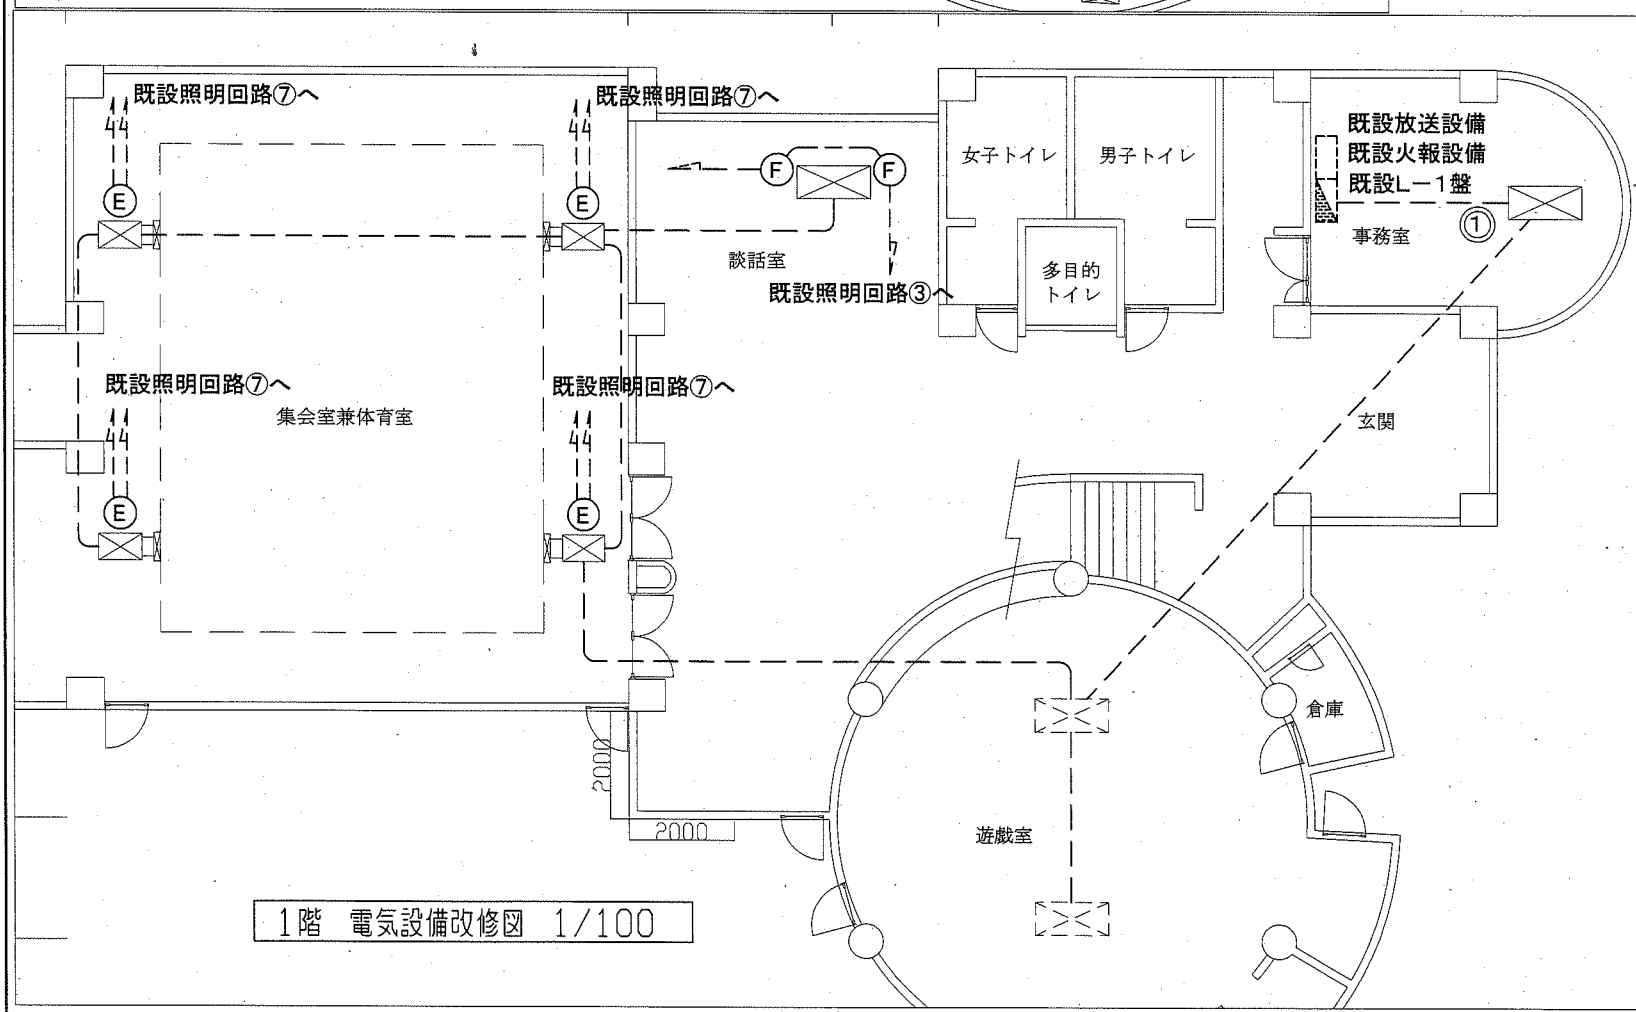 既設照明回路⑦へ
既設照明回路⑦へ
既設放送設備
既設火報設備
既設L-1盤
女子トイレ
男子トイレ
F
F
E
E
①
事務室
談話室
多目的
トイレ
既設照明回路③へ
既設照明回路⑦へ
既設照明回路⑦へ
集会室兼体育室
玄関
E
E
倉庫
2000
2000
遊戯室
1階 電気設備改修図 1/100